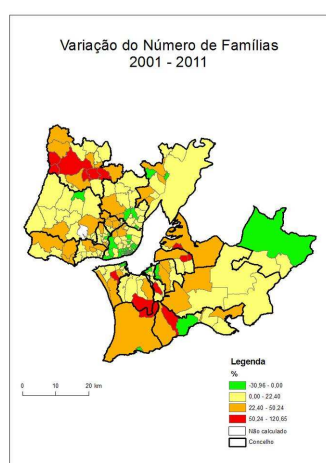 Variação do Número de Famílias
2001 - 2011
Legenda
%
-30,96 - 0,00
0,00 - 22,40
22,40 - 50,24
50,24 - 120,65
Não calculado
Concelho
0 10 20 km